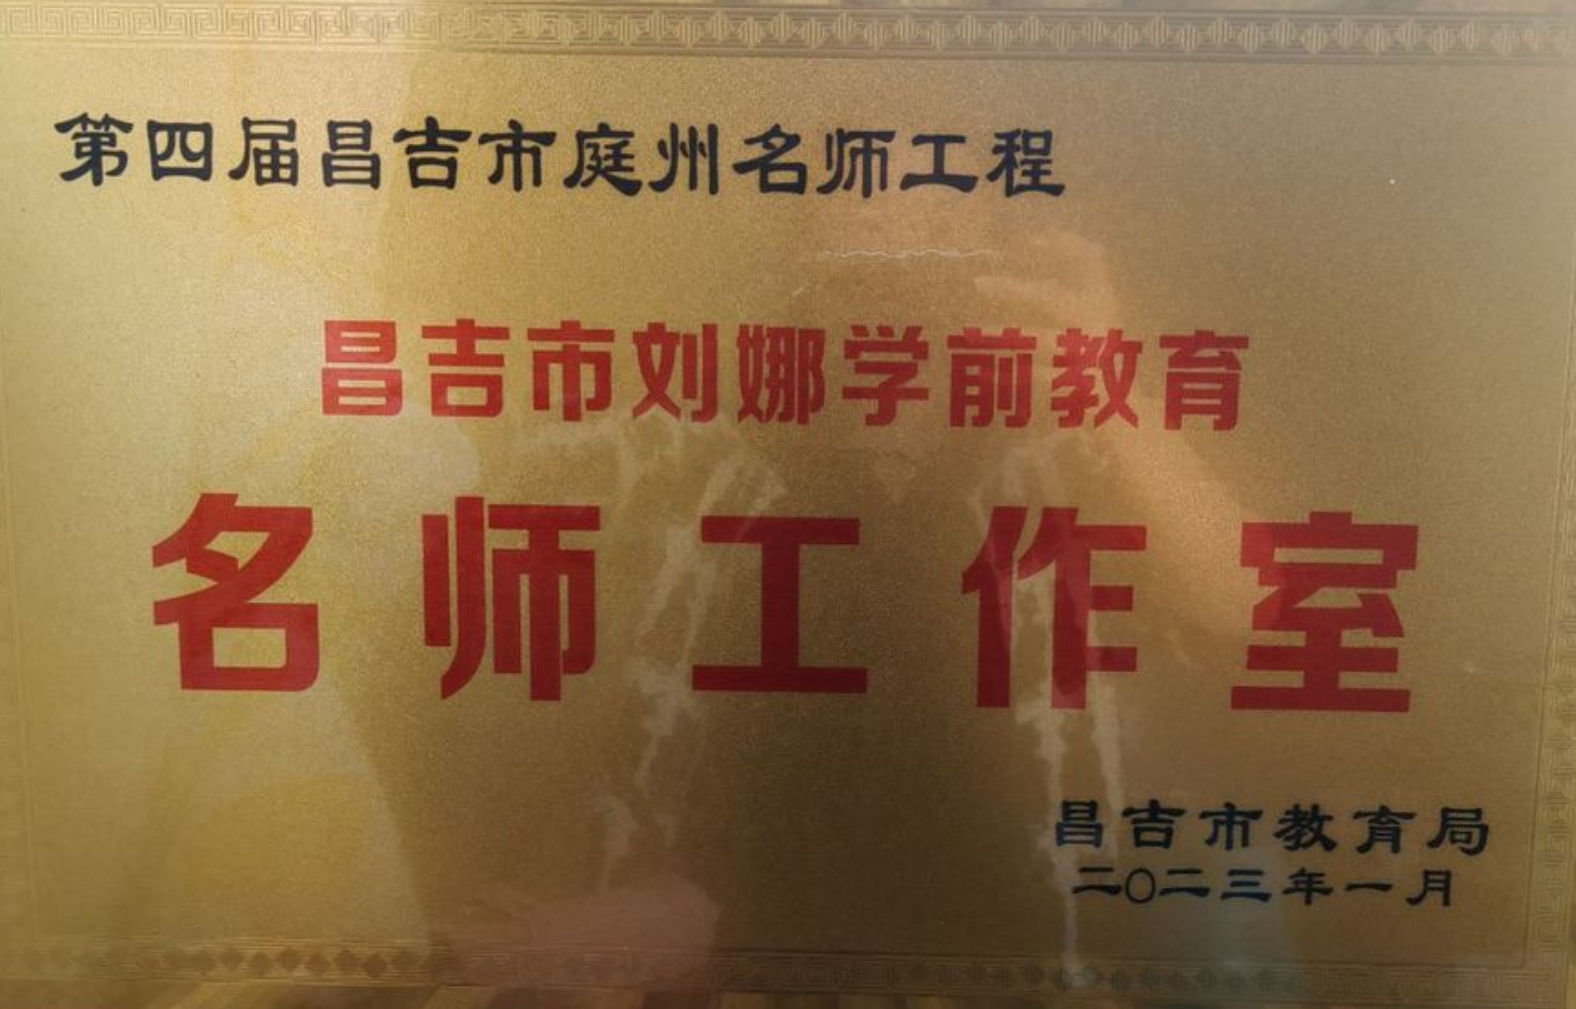 第四届昌吉市庭州名师工程
昌吉市刘娜学前教育
名师工作室
昌吉市教育局
二〇二三年一月